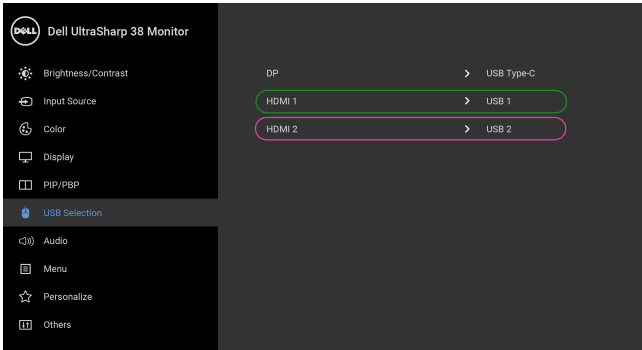 DELL Dell UltraSharp 38 Monitor
Brightness/Contrast
DP > USB Type-C
Input Source
HDMI 1 > USB 1
Color
HDMI 2 > USB 2
Display
PIP/PBP
USB Selection
Audio
Menu
Personalize
Others